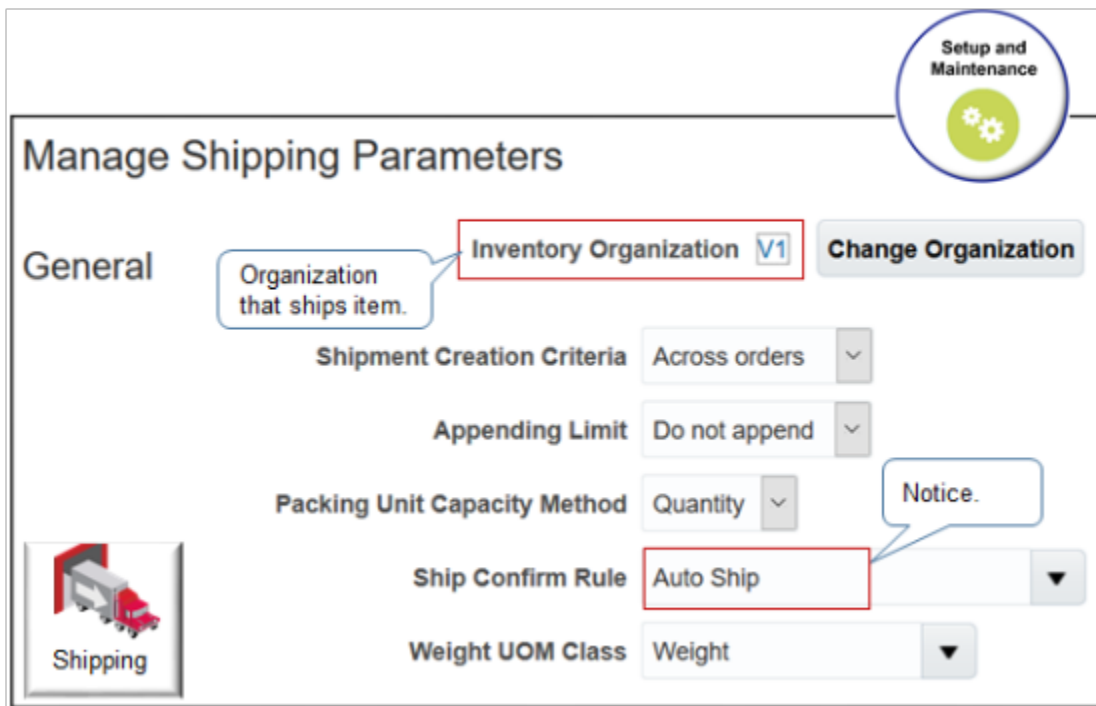 Setup and
Maintenance
Manage Shipping Parameters
General
Organization
that ships item.
Inventory Organization V1
Change Organization
Shipment Creation Criteria Across orders
Appending Limit Do not append
Packing Unit Capacity Method Quantity
Notice.
Ship Confirm Rule Auto Ship
Weight UOM Class Weight
Shipping